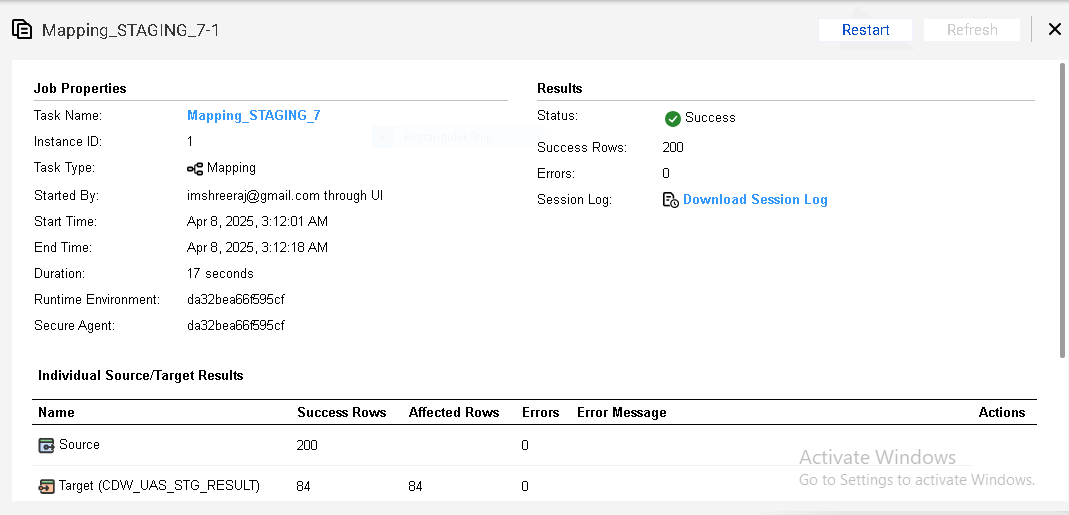 Mapping_STAGING_7-1
Restart
Refresh
Job Properties
Task Name: Mapping_STAGING_7
Instance ID: 1
Task Type: Mapping
Started By: imshreeraj@gmail.com through UI
Start Time: Apr 8, 2025, 3:12:01 AM
End Time: Apr 8, 2025, 3:12:18 AM
Duration: 17 seconds
Runtime Environment: da32bea66f595cf
Secure Agent: da32bea66f595cf
Results
Status: Success
Success Rows: 200
Errors: 0
Session Log: Download Session Log
Individual Source/Target Results
Name Success Rows Affected Rows Errors Error Message Actions
Source 200 0
Target (CDW_UAS_STG_RESULT) 84 84 0
Activate Windows
Go to Settings to activate Windows.